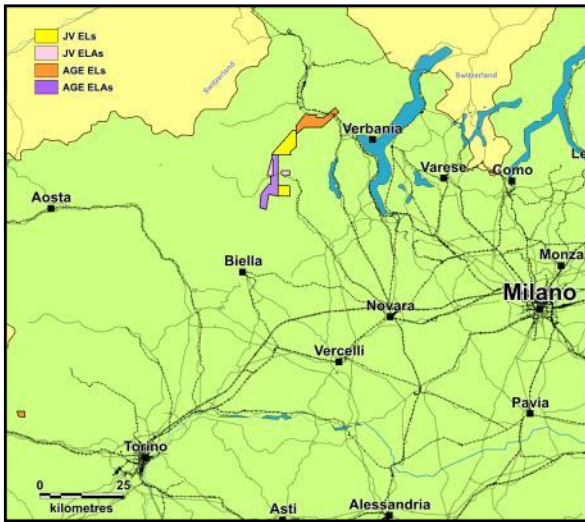 JV ELs
JV ELAs
AGE ELs
AGE ELAs
Switzerland
Switzerland
Verbania
Varese
Como
Le
Aosta
Biella
Monza
Milano
Novara
Vercelli
Pavia
Torino
0 25
kilometres
Asti
Alessandria